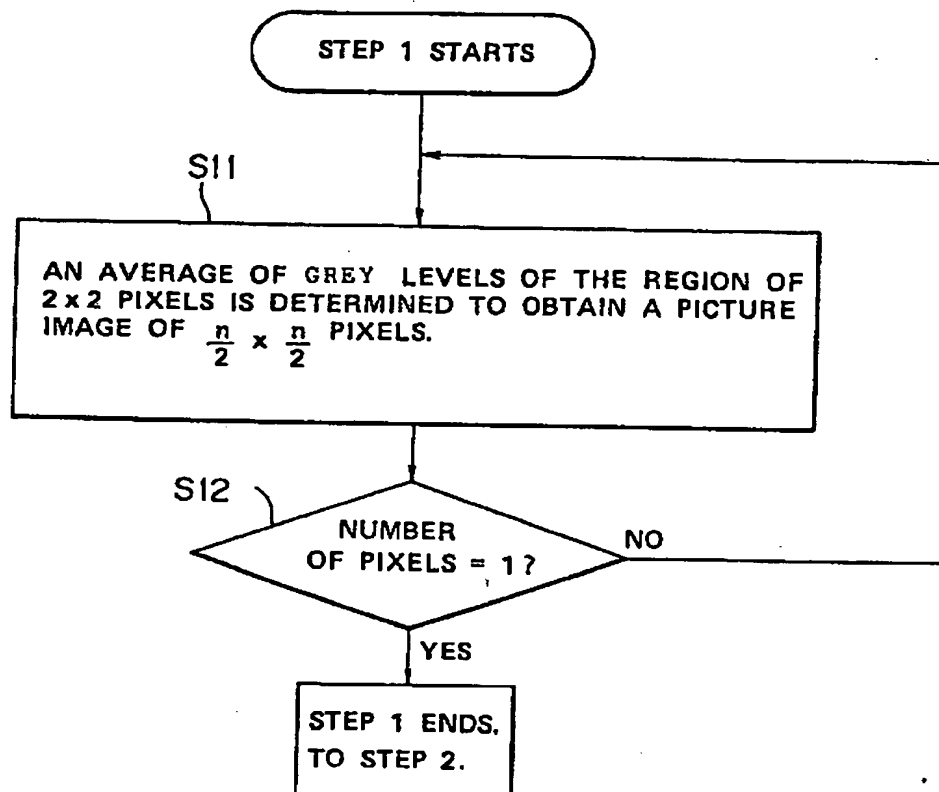 STEP 1 STARTS
S11
AN AVERAGE OF GREY LEVELS OF THE REGION OF
2 x 2 PIXELS IS DETERMINED TO OBTAIN A PICTURE
IMAGE OF n/2 x n/2 PIXELS.
S12
NUMBER
OF PIXELS = 1?
NO
YES
STEP 1 ENDS.
TO STEP 2.